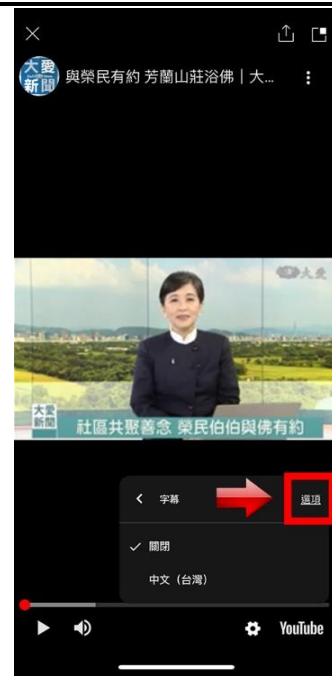 大愛
新聞
與榮民有約 芳蘭山莊浴佛｜大...
大愛
大愛
新聞
社區共聚善念 榮民伯伯與佛有約
字幕
選項
關閉
中文（台灣）
YouTube